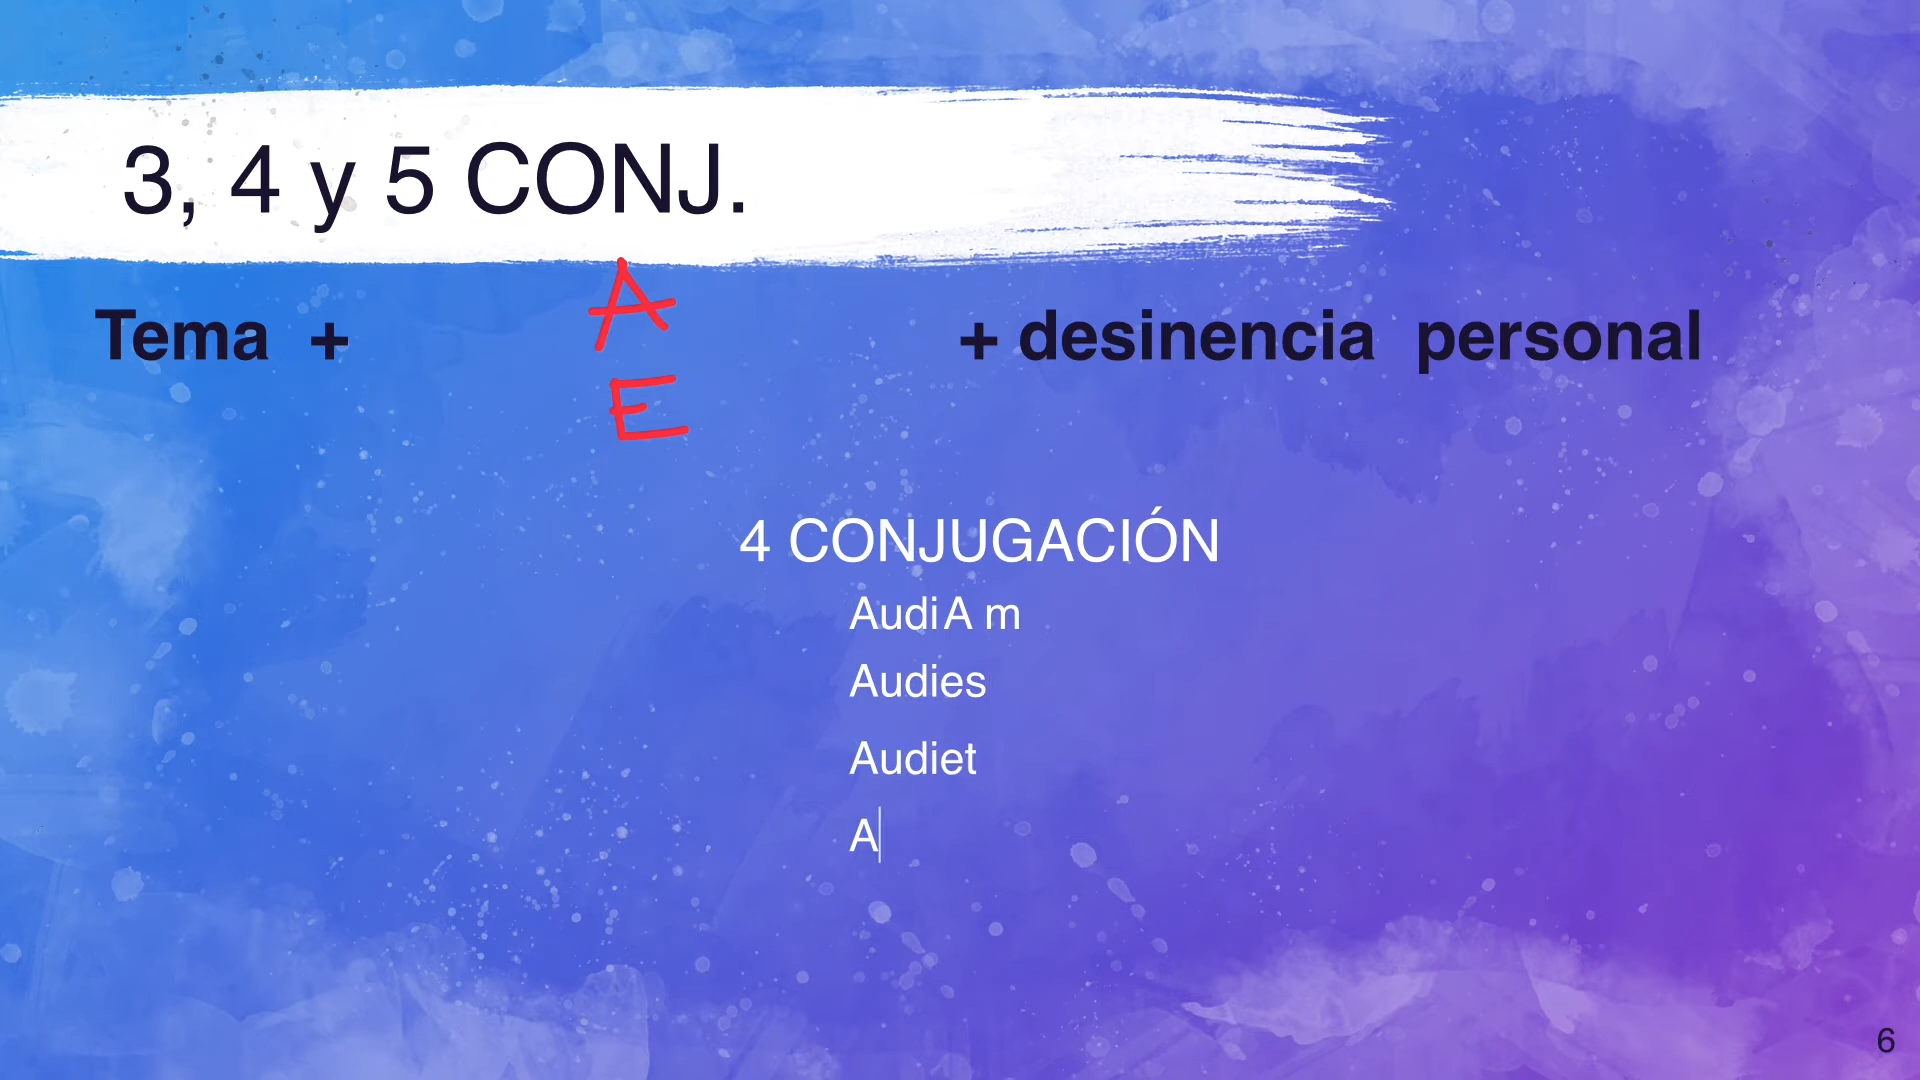 3, 4 y 5 CONJ.
A
Tema + + desinencia personal
E
4 CONJUGACIÓN
AudiA m
Audies
Audiet
A
6